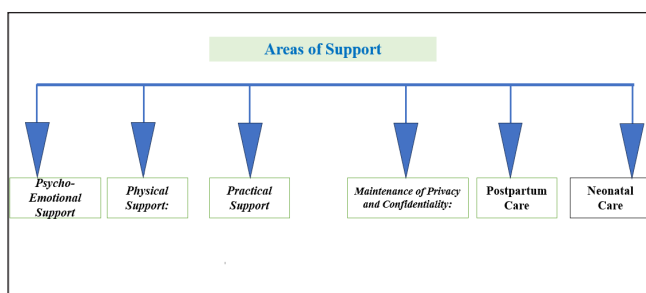 Areas of Support
Psycho-
Emotional
Support
Physical
Support:
Practical
Support
Maintenance of Privacy
and Confidentiality:
Postpartum
Care
Neonatal
Care